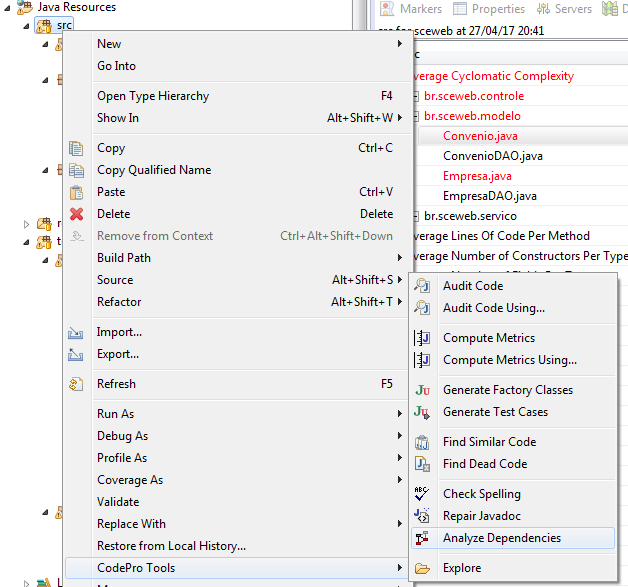 Java Resources
src
Markers
Properties
Servers
src for sceweb at 27/04/17 20:41
New
Go Into
Open Type Hierarchy F4
Show In Alt+Shift+W
Copy Ctrl+C
Copy Qualified Name
Paste Ctrl+V
Delete Delete
Remove from Context Ctrl+Alt+Shift+Down
Build Path
Source Alt+Shift+S
Refactor Alt+Shift+T
Import...
Export...
Refresh F5
Run As
Debug As
Profile As
Coverage As
Validate
Replace With
Restore from Local History...
CodePro Tools
verage Cyclomatic Complexity
br.sceweb.controle
br.sceweb.modelo
Convenio.java
ConvenioDAO.java
Empresa.java
EmpresaDAO.java
br.sceweb.servico
verage Lines Of Code Per Method
verage Number of Constructors Per Type
Audit Code
Audit Code Using...
Compute Metrics
Compute Metrics Using...
Generate Factory Classes
Generate Test Cases
Find Similar Code
Find Dead Code
Check Spelling
Repair Javadoc
Analyze Dependencies
Explore